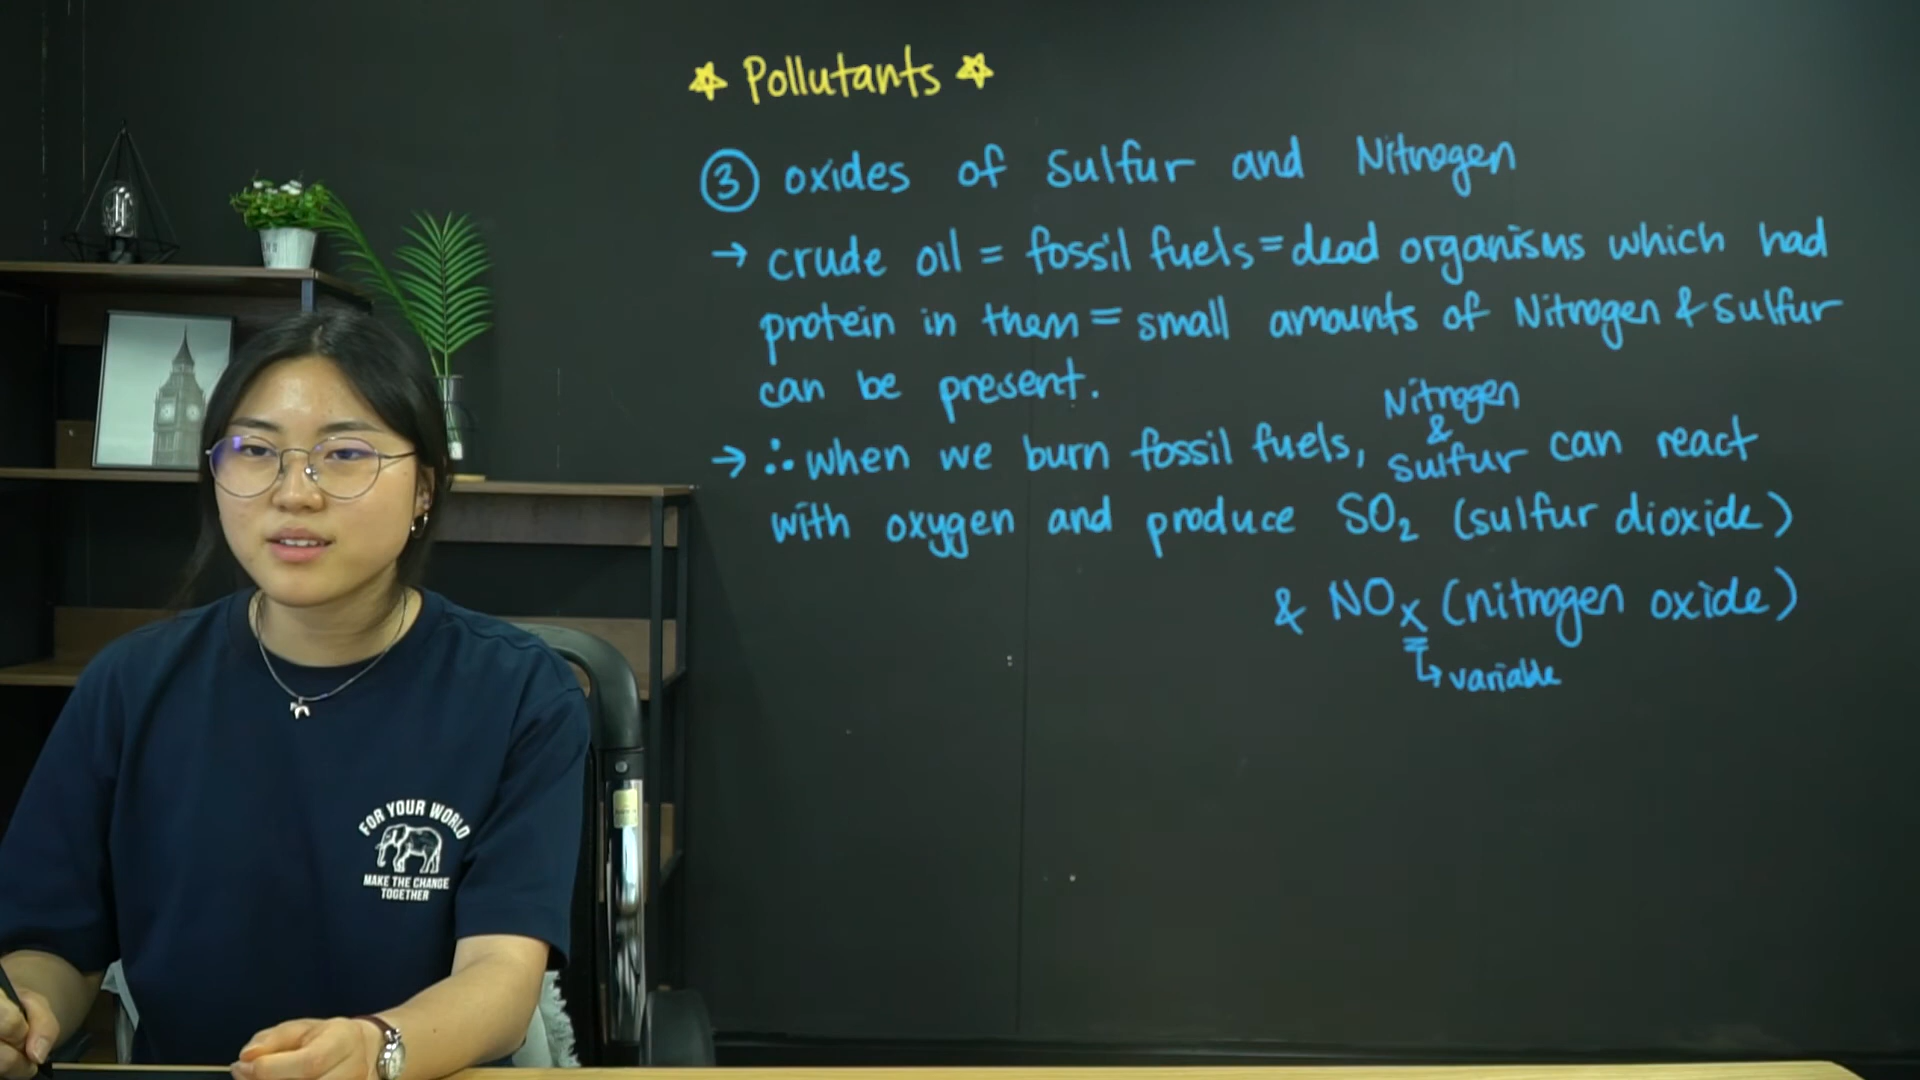 ☆ Pollutants ☆
③ oxides of Sulfur and Nitrogen
→ crude oil = fossil fuels = dead organisms which had
protein in them = small amounts of Nitrogen & Sulfur
can be present.
→ ∴ when we burn fossil fuels, Nitrogen & Sulfur can react
with oxygen and produce SO₂ (sulfur dioxide)
& NOₓ (nitrogen oxide)
↳ variable
FOR YOUR WORLD
MAKE THE CHANGE
TOGETHER